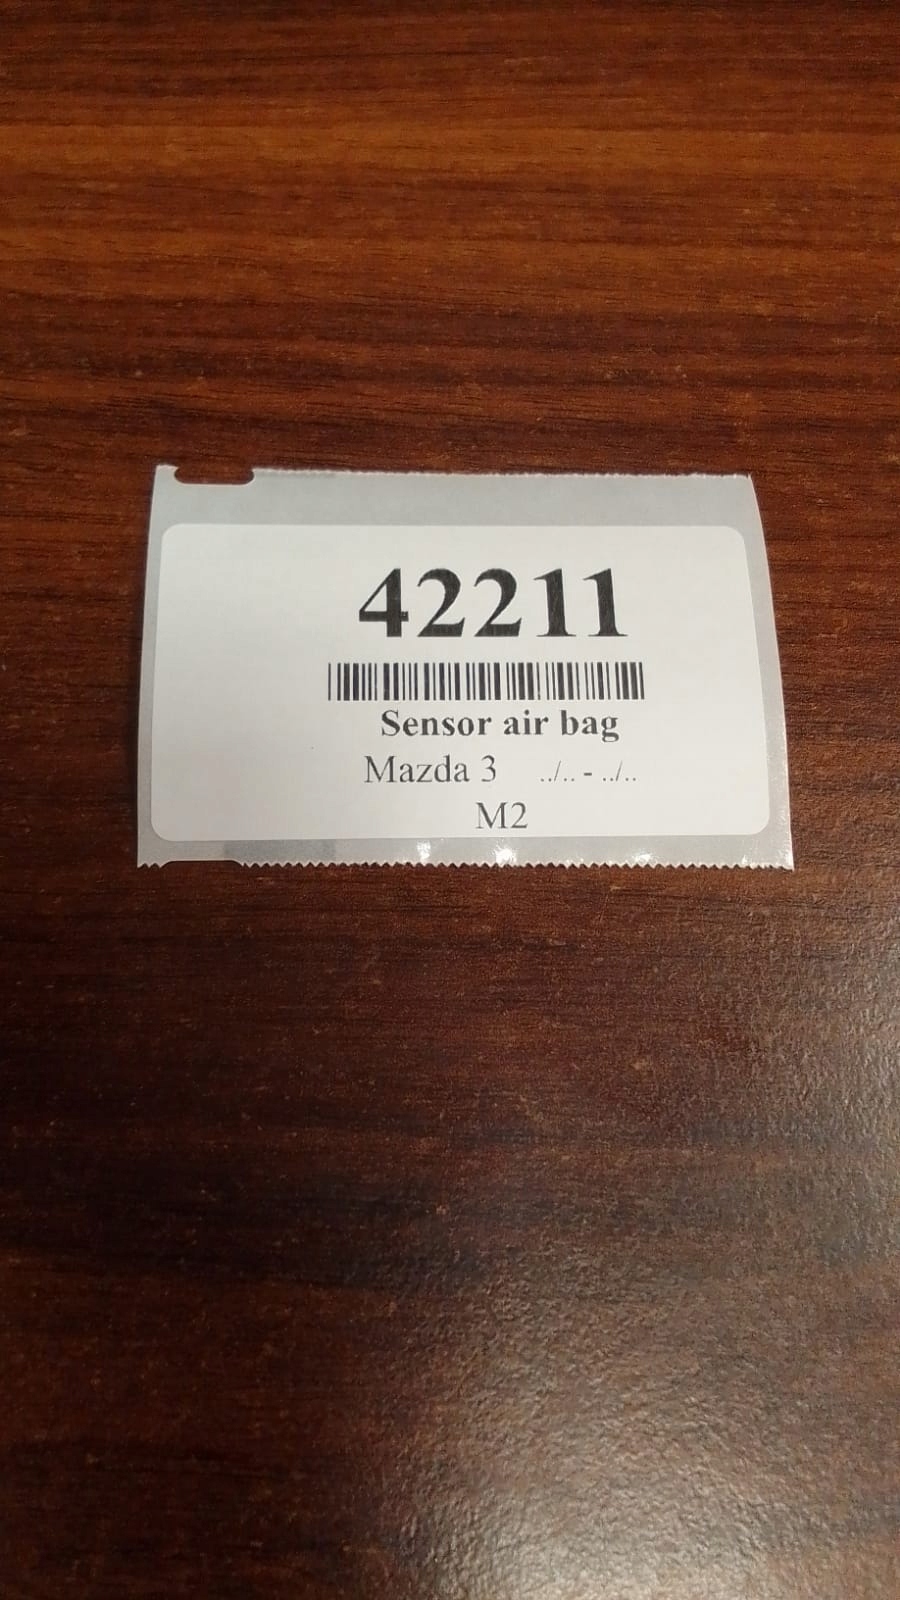 42211
Sensor air bag
Mazda 3 ../.. - ../..
M2